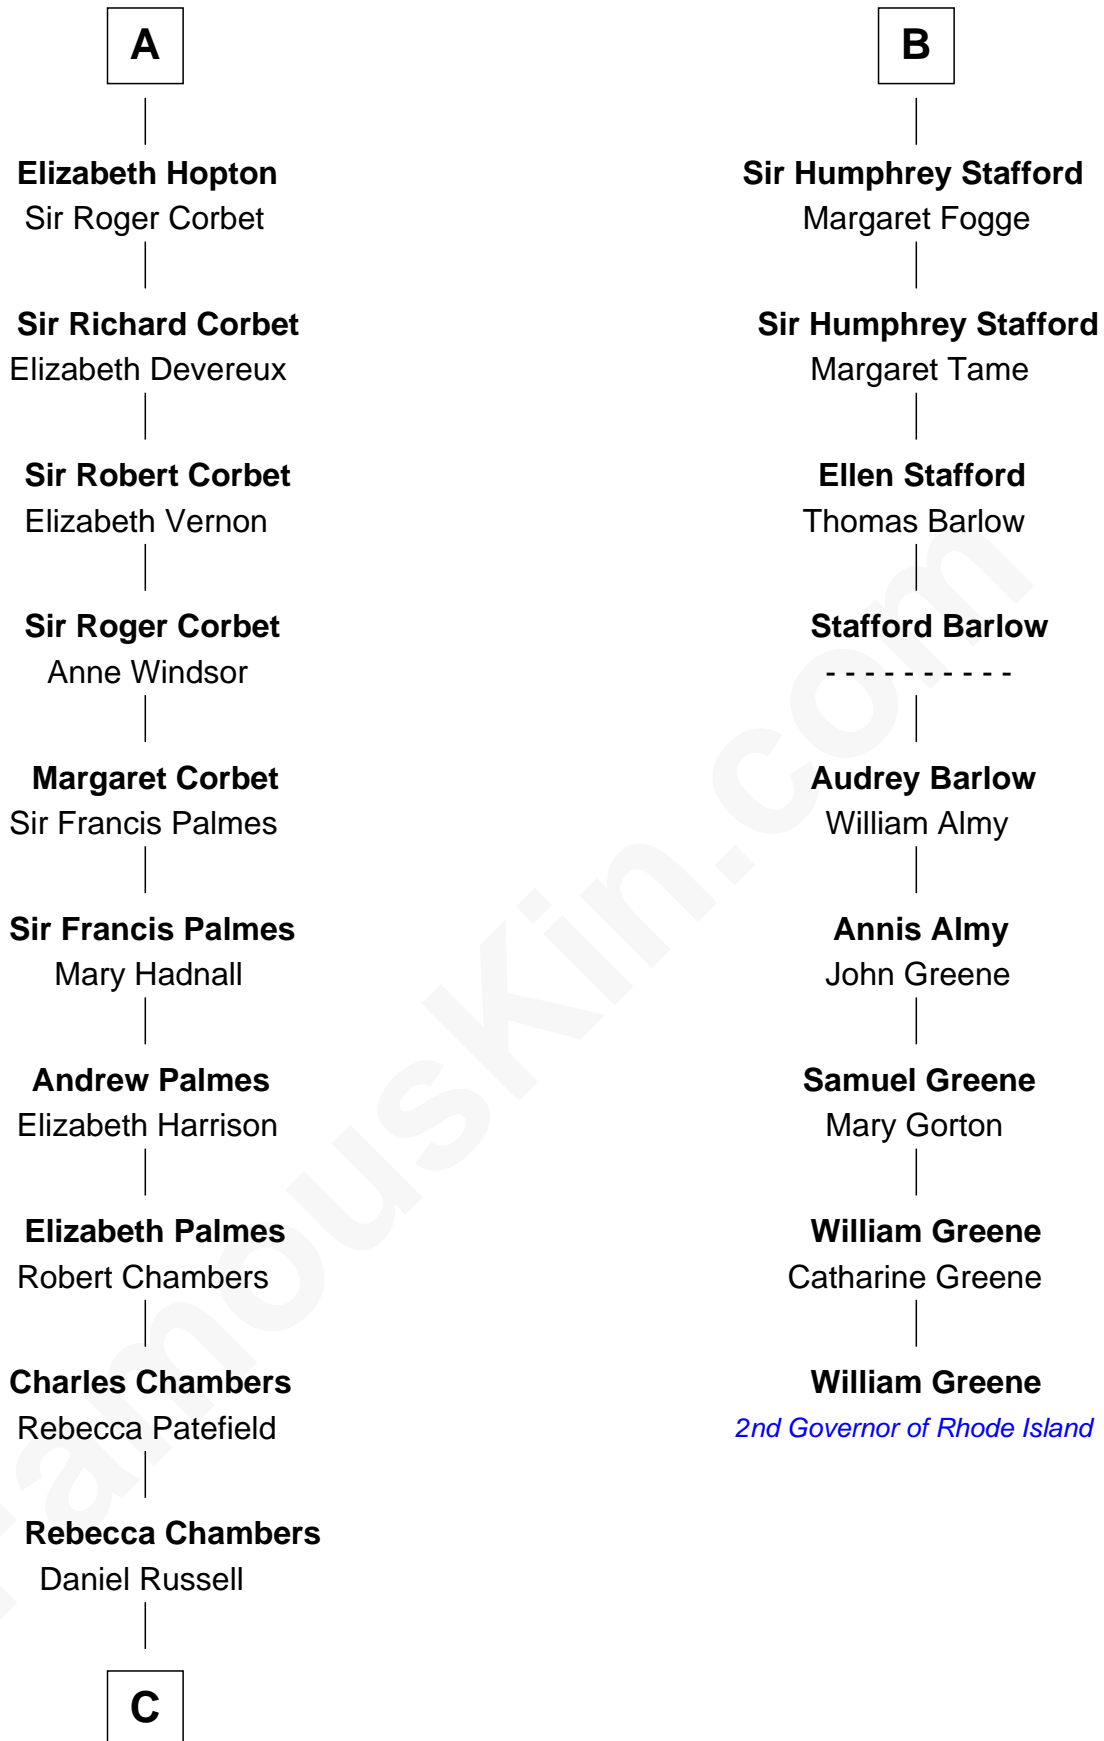 A
Elizabeth Hopton
Sir Roger Corbet
Sir Richard Corbet
Elizabeth Devereux
Sir Robert Corbet
Elizabeth Vernon
Sir Roger Corbet
Anne Windsor
Margaret Corbet
Sir Francis Palmes
Sir Francis Palmes
Mary Hadnall
Andrew Palmes
Elizabeth Harrison
Elizabeth Palmes
Robert Chambers
Charles Chambers
Rebecca Patefield
Rebecca Chambers
Daniel Russell
C
B
Sir Humphrey Stafford
Margaret Fogge
Sir Humphrey Stafford
Margaret Tame
Ellen Stafford
Thomas Barlow
Stafford Barlow
- - - - - - - - - -
Audrey Barlow
William Almy
Annis Almy
John Greene
Samuel Greene
Mary Gorton
William Greene
Catharine Greene
William Greene
2nd Governor of Rhode Island
FamousKin.com